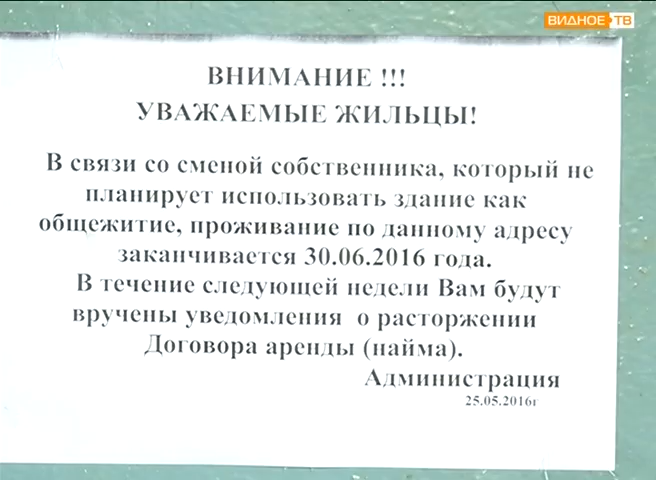 ВИДНОЕ ТВ
ВНИМАНИЕ !!!
УВАЖАЕМЫЕ ЖИЛЬЦЫ!
В связи со сменой собственника, который не
планирует использовать здание как
общежитие, проживание по данному адресу
заканчивается 30.06.2016 года.
В течение следующей недели Вам будут
вручены уведомления о расторжении
Договора аренды (найма).
Администрация
25.05.2016г